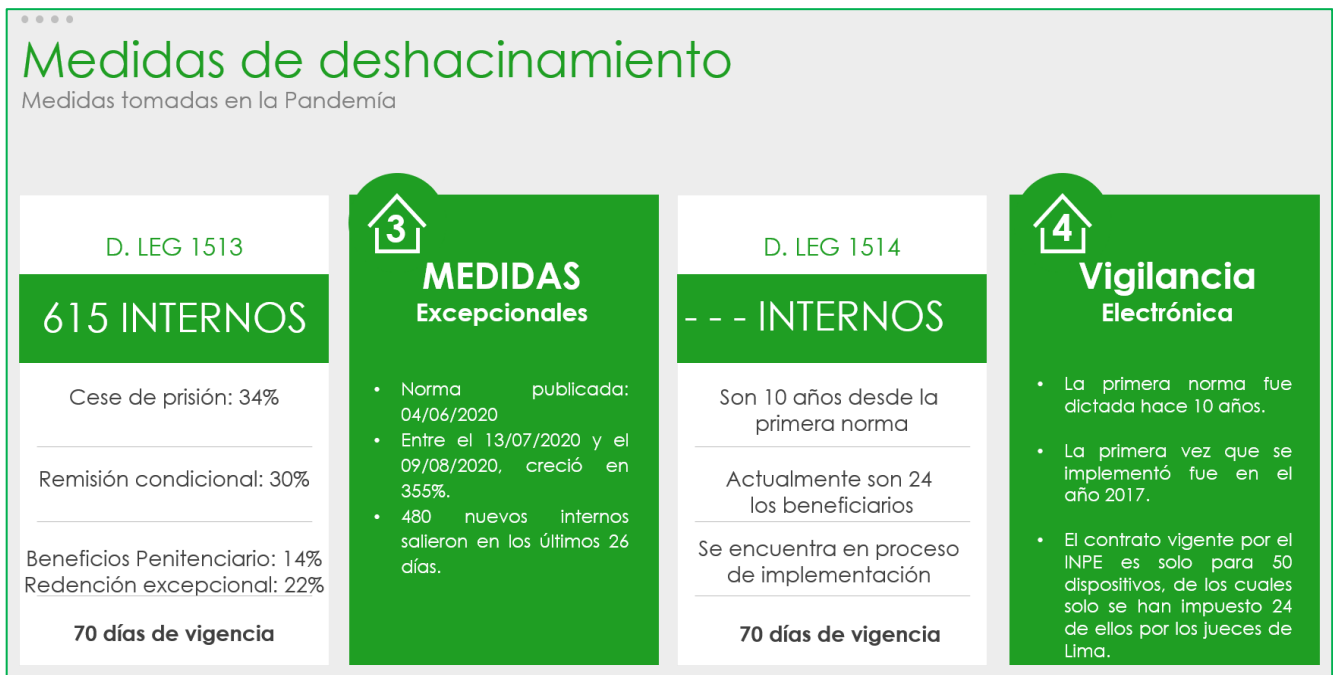 Medidas de deshacinamiento
Medidas tomadas en la Pandemía
D. LEG 1513
615 INTERNOS
Cese de prisión: 34%
Remisión condicional: 30%
Beneficios Penitenciario: 14%
Redención excepcional: 22%
70 días de vigencia
3
MEDIDAS
Excepcionales
• Norma publicada:
04/06/2020
• Entre el 13/07/2020 y el
09/08/2020, creció en
355%.
• 480 nuevos internos
salieron en los últimos 26
días.
D. LEG 1514
- - - INTERNOS
Son 10 años desde la
primera norma
Actualmente son 24
los beneficiarios
Se encuentra en proceso
de implementación
70 días de vigencia
4
Vigilancia
Electrónica
• La primera norma fue
dictada hace 10 años.
• La primera vez que se
implementó fue en el
año 2017.
• El contrato vigente por el
INPE es solo para 50
dispositivos, de los cuales
solo se han impuesto 24
de ellos por los jueces de
Lima.